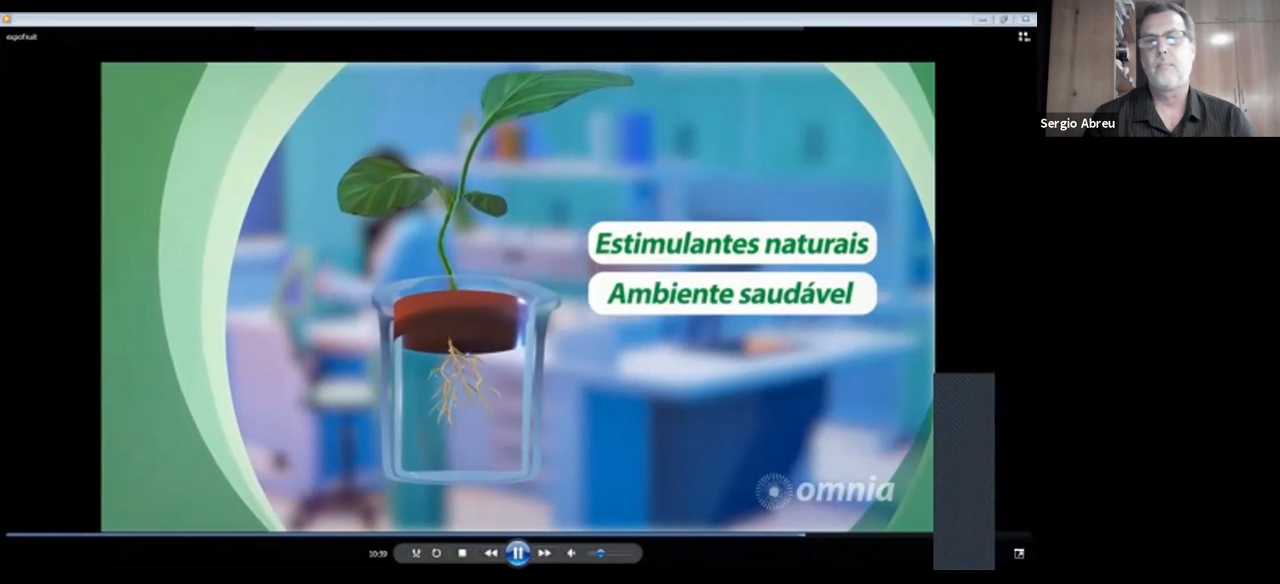 expofruit
Sergio Abreu
Estimulantes naturais
Ambiente saudável
omnia
10:39